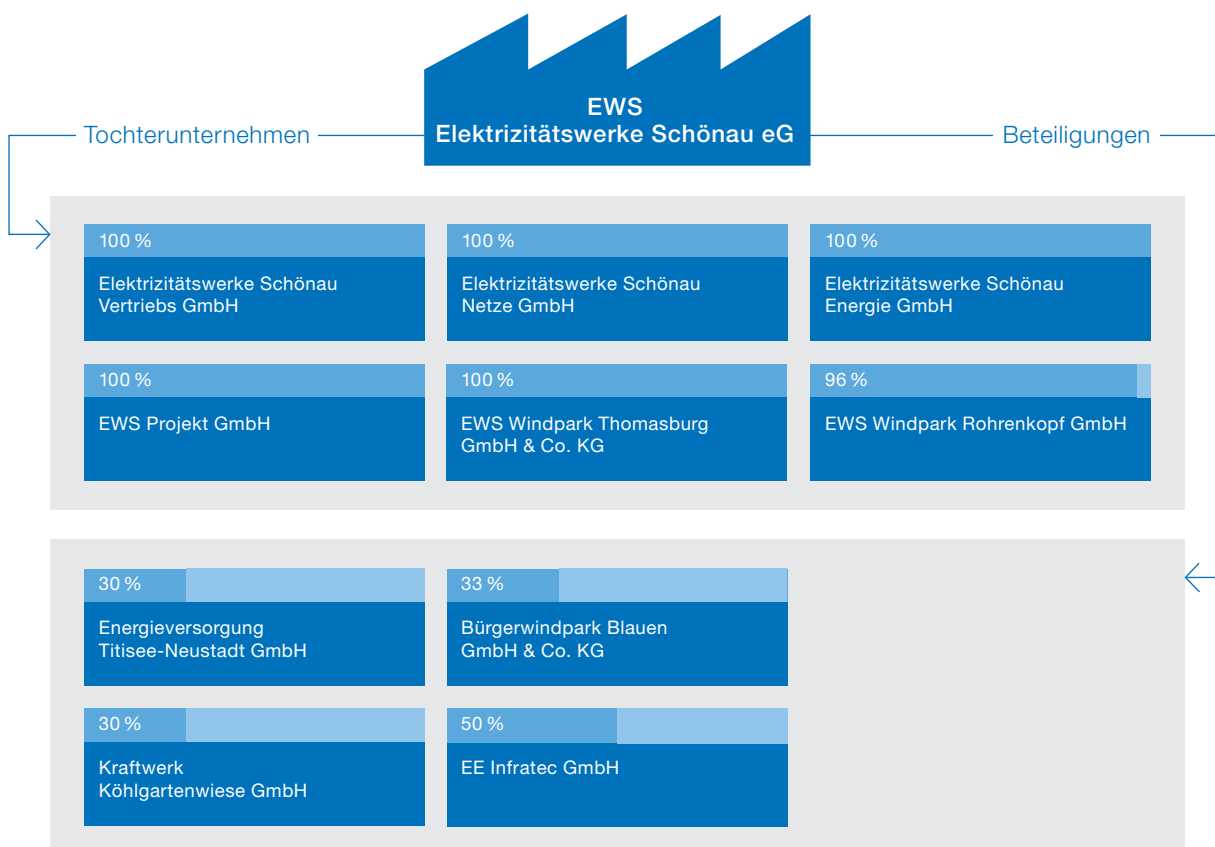 EWS
Elektrizitätswerke Schönau eG
Tochterunternehmen
Beteiligungen
100 %
Elektrizitätswerke Schönau
Vertriebs GmbH
100 %
Elektrizitätswerke Schönau
Netze GmbH
100 %
Elektrizitätswerke Schönau
Energie GmbH
100 %
EWS Projekt GmbH
100 %
EWS Windpark Thomasburg
GmbH & Co. KG
96 %
EWS Windpark Rohrenkopf GmbH
30 %
Energieversorgung
Titisee-Neustadt GmbH
33 %
Bürgerwindpark Blauen
GmbH & Co. KG
30 %
Kraftwerk
Köhlgartenwiese GmbH
50 %
EE Infratec GmbH